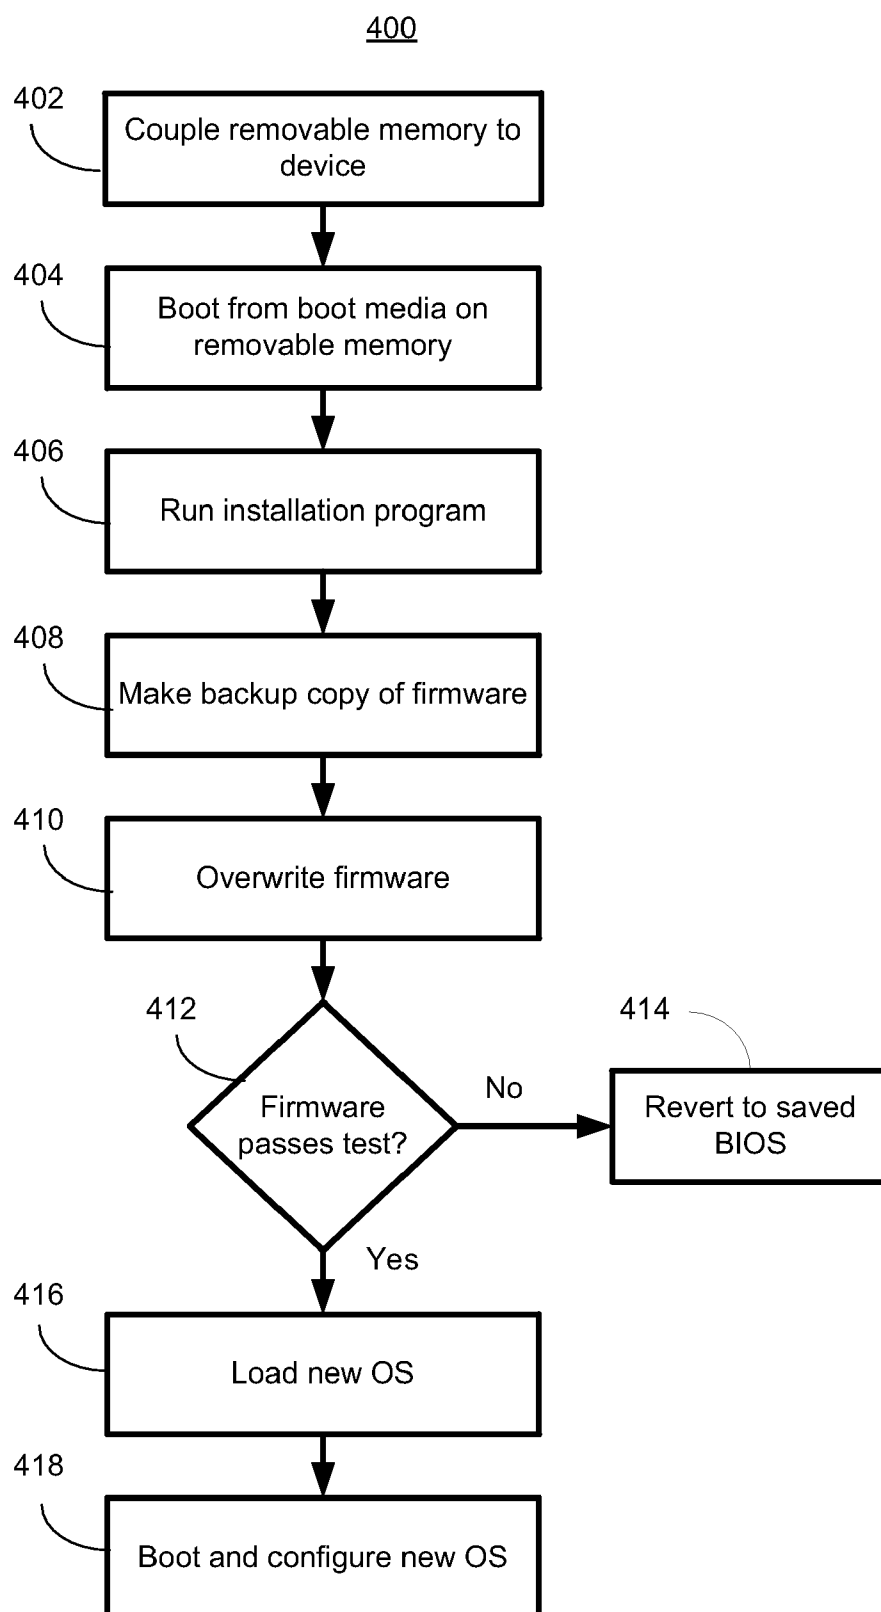 400
402
Couple removable memory to
device
404
Boot from boot media on
removable memory
406
Run installation program
408
Make backup copy of firmware
410
Overwrite firmware
412
Firmware
passes test?
No
414
Revert to saved
BIOS
Yes
416
Load new OS
418
Boot and configure new OS